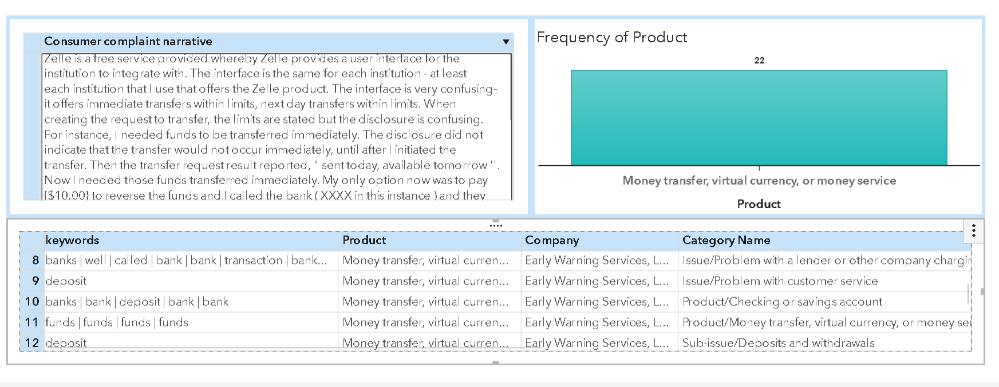 Consumer complaint narrative
Zelle is a free service provided whereby Zelle provides a user interface for the
institution to integrate with. The interface is the same for each institution - at least
each institution that I use that offers the Zelle product. The interface is very confusing-
it offers immediate transfers within limits, next day transfers within limits. When
creating the request to transfer, the limits are stated but the disclosure is confusing.
For instance, I needed funds to be transferred immediately. The disclosure did not
indicate that the transfer would not occur immediately, until after I initiated the
transfer. Then the transfer request result reported, " sent today, available tomorrow ''.
Now I needed those funds transferred immediately. My only option now was to pay
{$10.00} to reverse the funds and I called the bank ( XXXX in this instance ) and they
Frequency of Product
22
Money transfer, virtual currency, or money service
Product
keywords Product Company Category Name
8 banks | well | called | bank | bank | transaction | bank... Money transfer, virtual curren... Early Warning Services, L... Issue/Problem with a lender or other company chargin
9 deposit Money transfer, virtual curren... Early Warning Services, L... Issue/Problem with customer service
10 banks | bank | deposit | bank | bank Money transfer, virtual curren... Early Warning Services, L... Product/Checking or savings account
11 funds | funds | funds | funds Money transfer, virtual curren... Early Warning Services, L... Product/Money transfer, virtual currency, or money se
12 deposit Money transfer, virtual curren... Early Warning Services, L... Sub-issue/Deposits and withdrawals